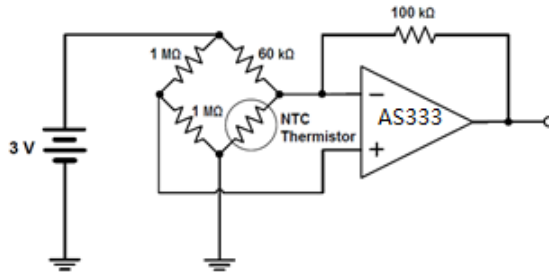 100 kΩ
1 MΩ
60 kΩ
1 MΩ
NTC
Thermistor
AS333
−
+
3 V